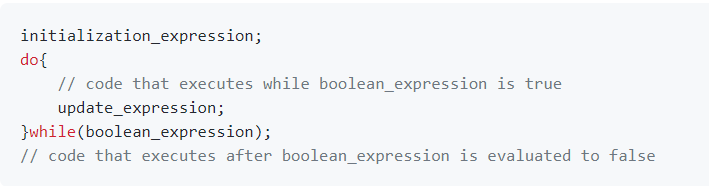 initialization_expression;
do{
    // code that executes while boolean_expression is true
    update_expression;
}while(boolean_expression);
// code that executes after boolean_expression is evaluated to false